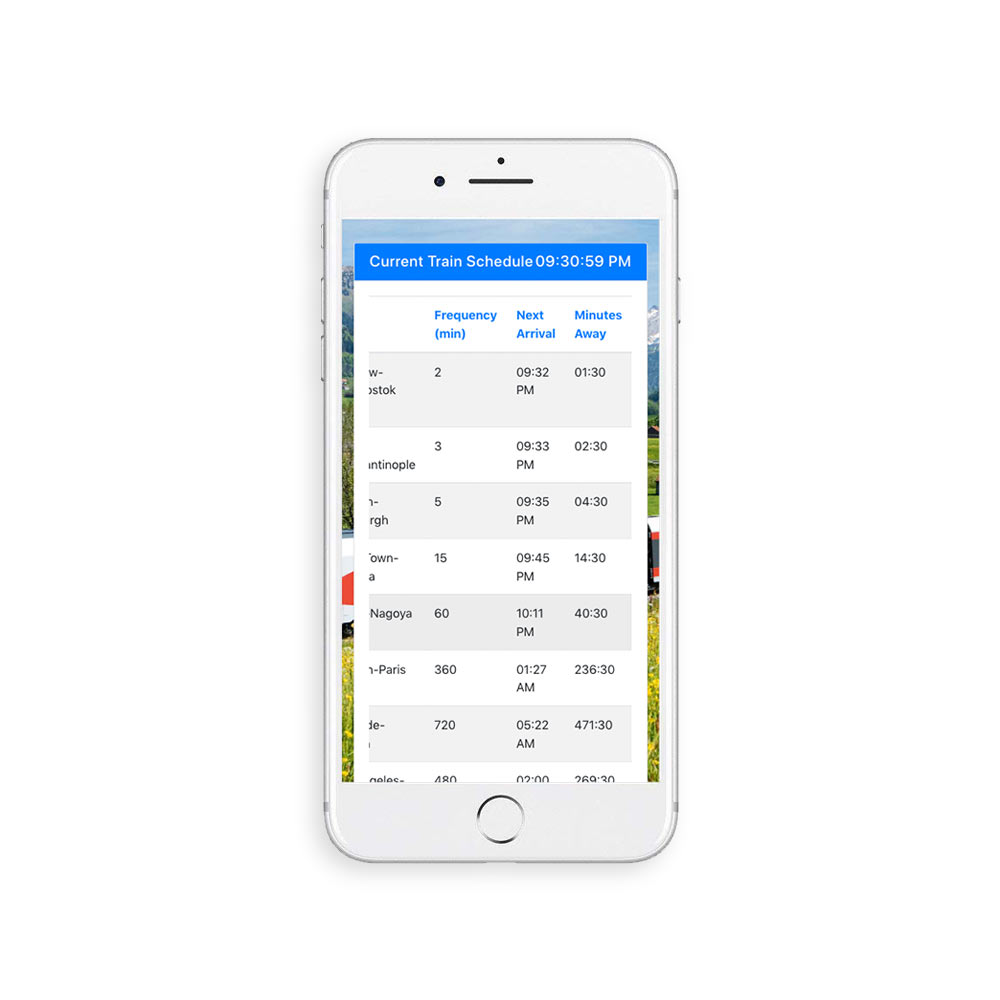 Current Train Schedule 09:30:59 PM
Frequency (min) Next Arrival Minutes Away
w-ostok 2 09:32 PM 01:30
antinople 3 09:33 PM 02:30
n-rgh 5 09:35 PM 04:30
Town-a 15 09:45 PM 14:30
-Nagoya 60 10:11 PM 40:30
n-Paris 360 01:27 AM 236:30
de- 720 05:22 AM 471:30
geles- 480 02:00 269:30